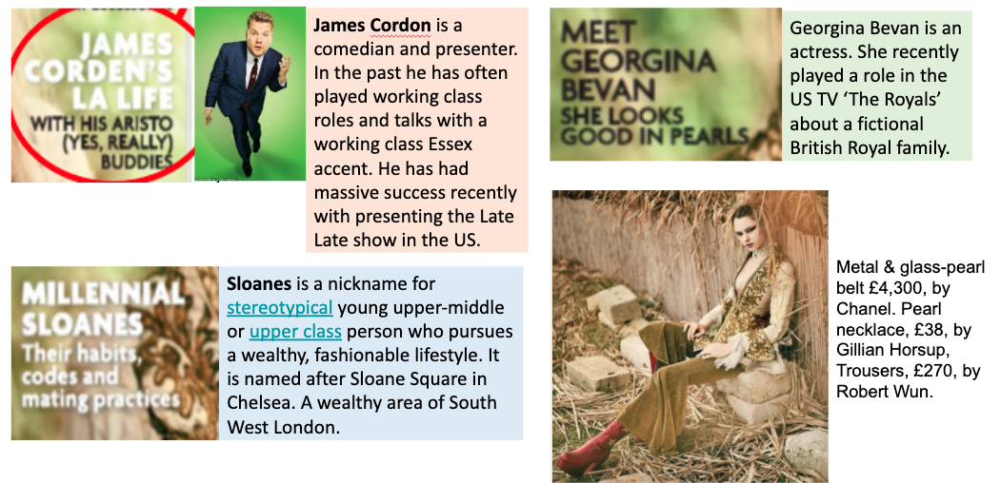 JAMES
CORDEN'S
LA LIFE
WITH HIS ARISTO
(YES, REALLY)
BUDDIES
James Cordon is a
comedian and presenter.
In the past he has often
played working class
roles and talks with a
working class Essex
accent. He has had
massive success recently
with presenting the Late
Late show in the US.
MEET
GEORGINA
BEVAN
SHE LOOKS
GOOD IN PEARLS
Georgina Bevan is an
actress. She recently
played a role in the
US TV ‘The Royals’
about a fictional
British Royal family.
MILLENNIAL
SLOANES
Their habits,
codes and
mating practices
Sloanes is a nickname for
stereotypical young upper-middle
or upper class person who pursues
a wealthy, fashionable lifestyle. It
is named after Sloane Square in
Chelsea. A wealthy area of South
West London.
Metal & glass-pearl
belt £4,300, by
Chanel. Pearl
necklace, £38, by
Gillian Horsup,
Trousers, £270, by
Robert Wun.